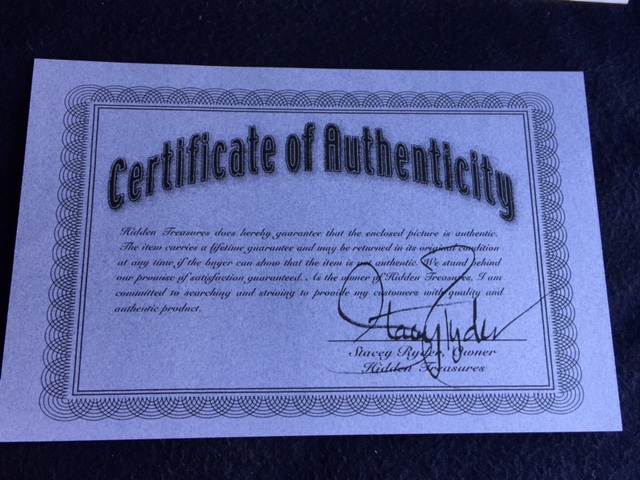 Certificate of Authenticity
Hidden Treasures does hereby guarantee that the enclosed picture is authentic.
The item carries a lifetime guarantee and may be returned in its original condition
at any time if the buyer can show that the item is not authentic. We stand behind
our promise of satisfaction guaranteed. As the owner of Hidden Treasures, I am
committed to searching and striving to provide my customers with quality and
authentic product.
Stacey Ryder
Stacey Ryder, Owner
Hidden Treasures